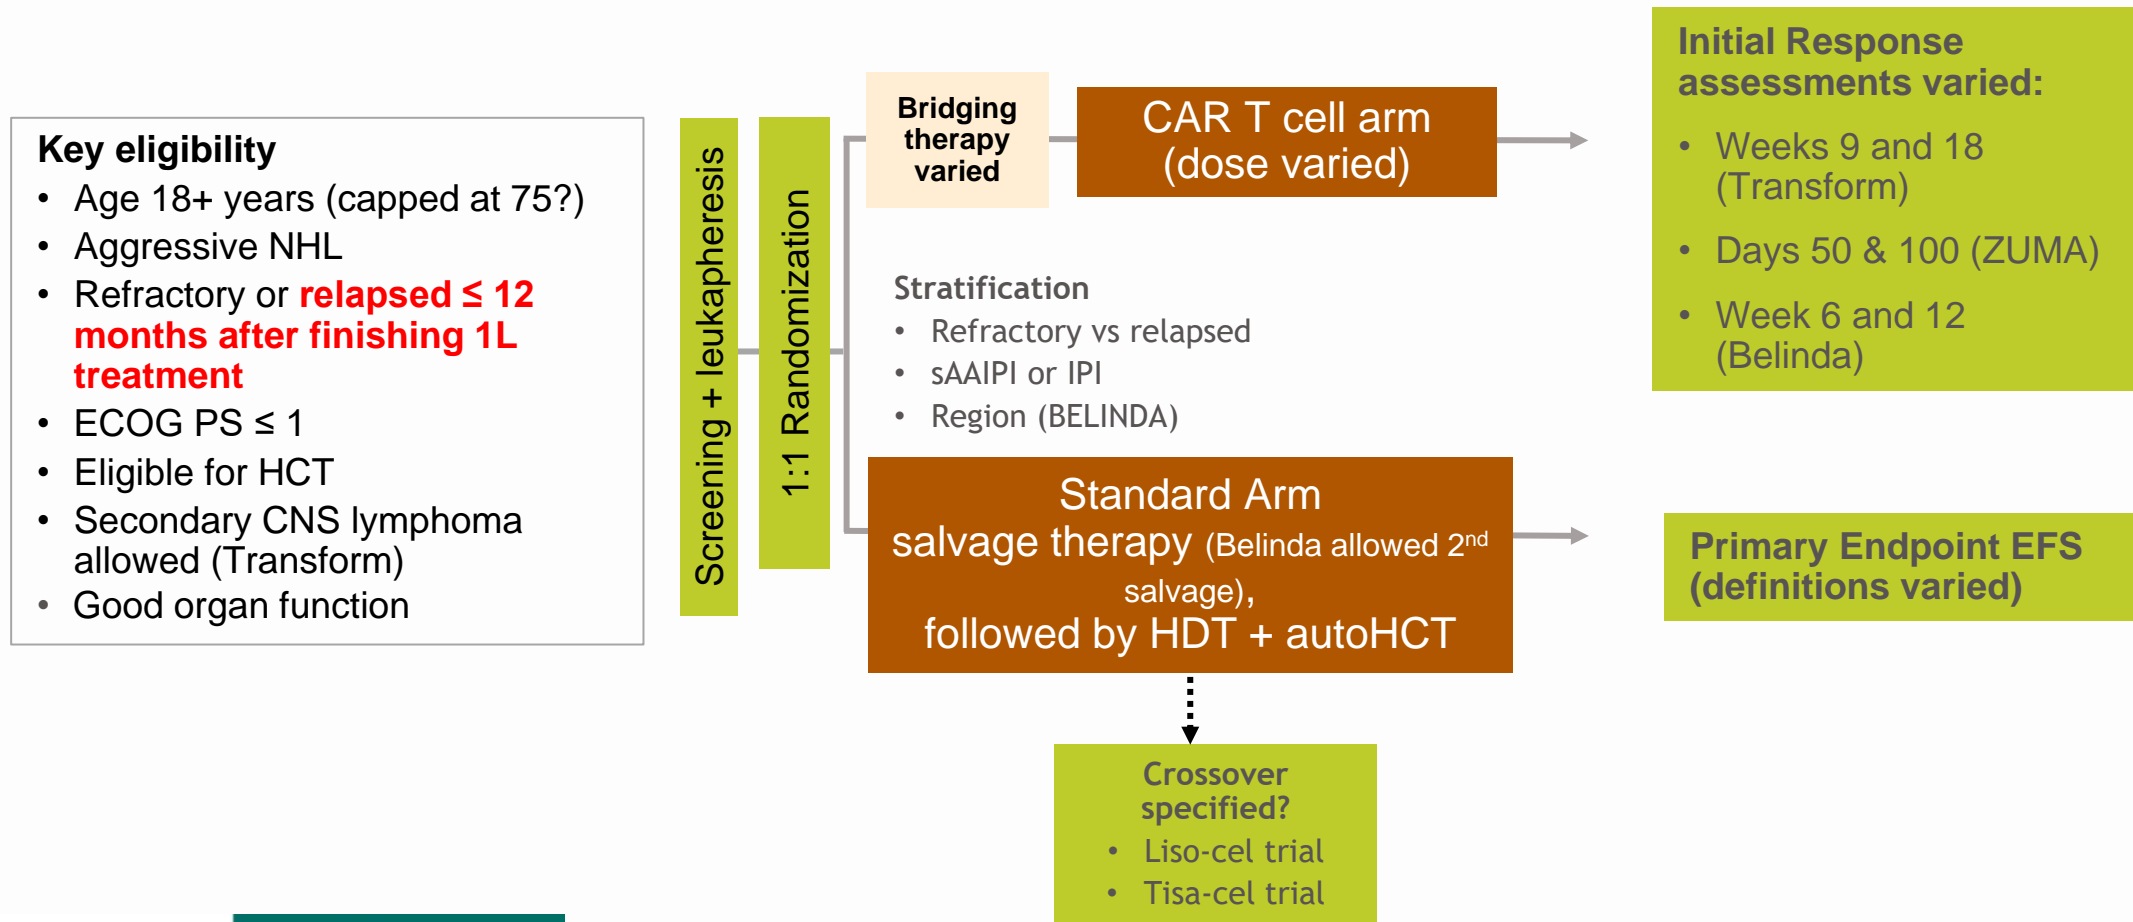 Key eligibility
• Age 18+ years (capped at 75?)
• Aggressive NHL
• Refractory or relapsed ≤ 12
months after finishing 1L
treatment
• ECOG PS ≤ 1
• Eligible for HCT
• Secondary CNS lymphoma
allowed (Transform)
• Good organ function
Screening + leukapheresis
1:1 Randomization
Bridging
therapy
varied
CAR T cell arm
(dose varied)
Stratification
• Refractory vs relapsed
• sAAIPI or IPI
• Region (BELINDA)
Standard Arm
salvage therapy (Belinda allowed 2nd
salvage),
followed by HDT + autoHCT
Crossover
specified?
• Liso-cel trial
• Tisa-cel trial
Initial Response
assessments varied:
• Weeks 9 and 18
(Transform)
• Days 50 & 100 (ZUMA)
• Week 6 and 12
(Belinda)
Primary Endpoint EFS
(definitions varied)